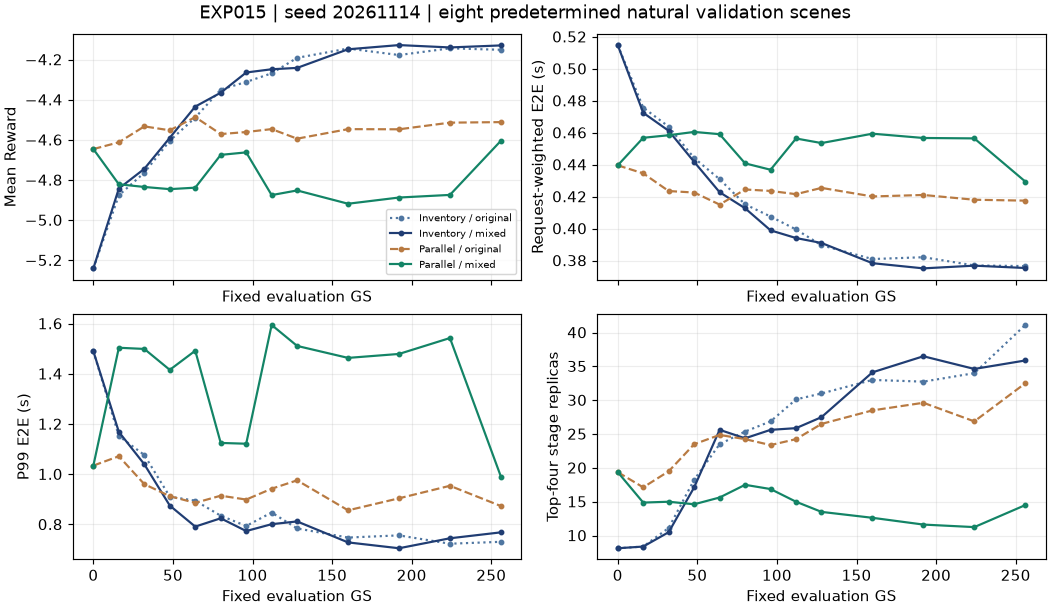 EXP015 | seed 20261114 | eight predetermined natural validation scenes
Mean Reward
−4.2
−4.4
−4.6
−4.8
−5.0
−5.2
Inventory / original
Inventory / mixed
Parallel / original
Parallel / mixed
Fixed evaluation GS
Request-weighted E2E (s)
0.52
0.50
0.48
0.46
0.44
0.42
0.40
0.38
Fixed evaluation GS
P99 E2E (s)
1.6
1.4
1.2
1.0
0.8
0 50 100 150 200 250
Fixed evaluation GS
Top-four stage replicas
40
35
30
25
20
15
10
0 50 100 150 200 250
Fixed evaluation GS